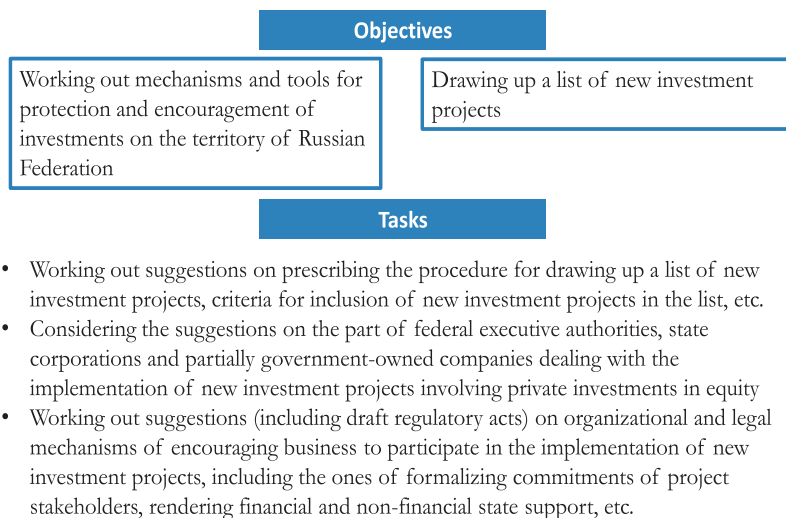 Objectives
Working out mechanisms and tools for
protection and encouragement of
investments on the territory of Russian
Federation
Drawing up a list of new investment
projects
Tasks
• Working out suggestions on prescribing the procedure for drawing up a list of new
investment projects, criteria for inclusion of new investment projects in the list, etc.
• Considering the suggestions on the part of federal executive authorities, state
corporations and partially government-owned companies dealing with the
implementation of new investment projects involving private investments in equity
• Working out suggestions (including draft regulatory acts) on organizational and legal
mechanisms of encouraging business to participate in the implementation of new
investment projects, including the ones of formalizing commitments of project
stakeholders, rendering financial and non-financial state support, etc.